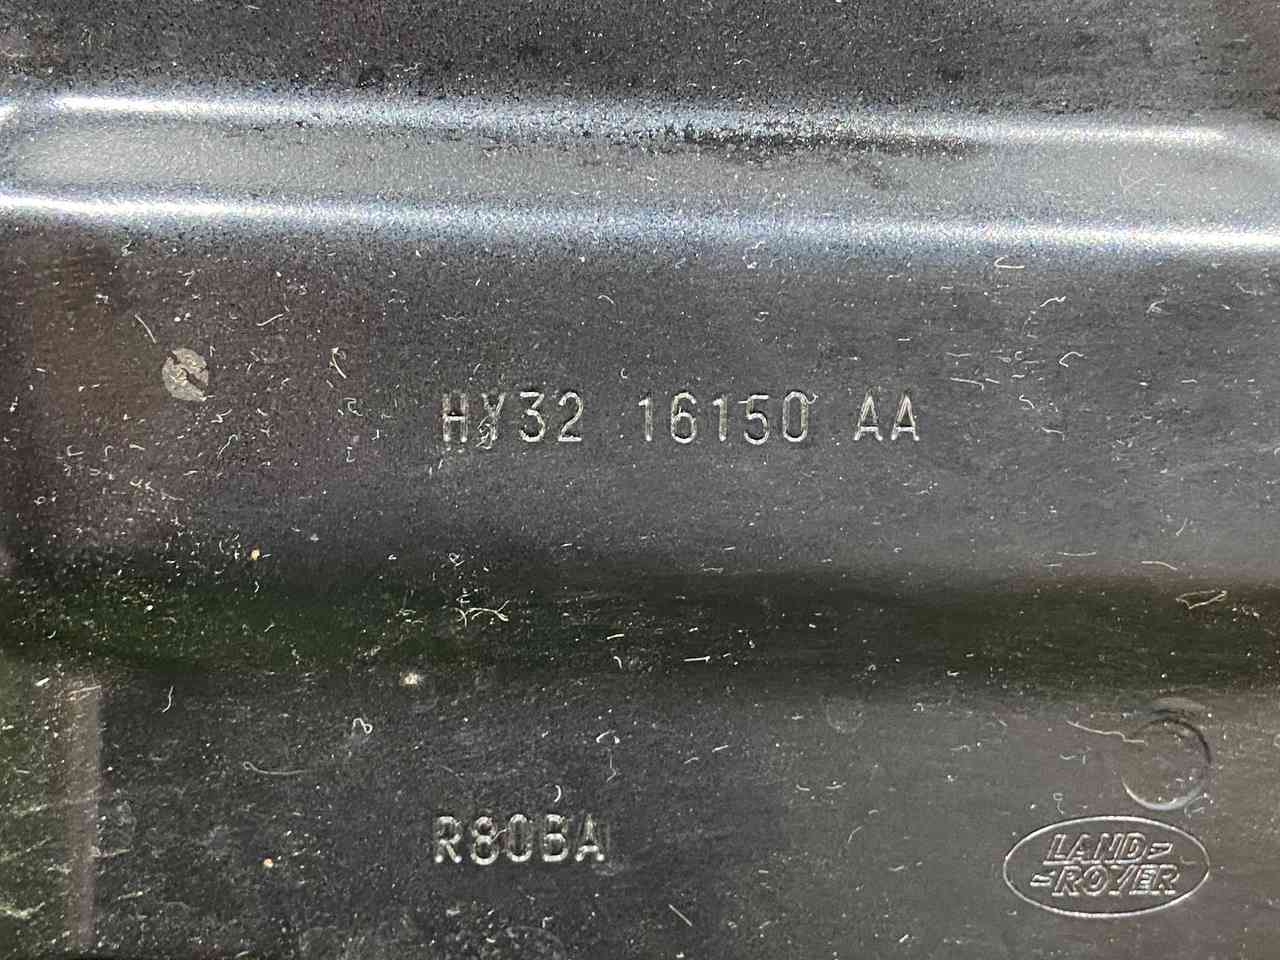 HY32 16150 AA
R80BA
LAND
ROVER